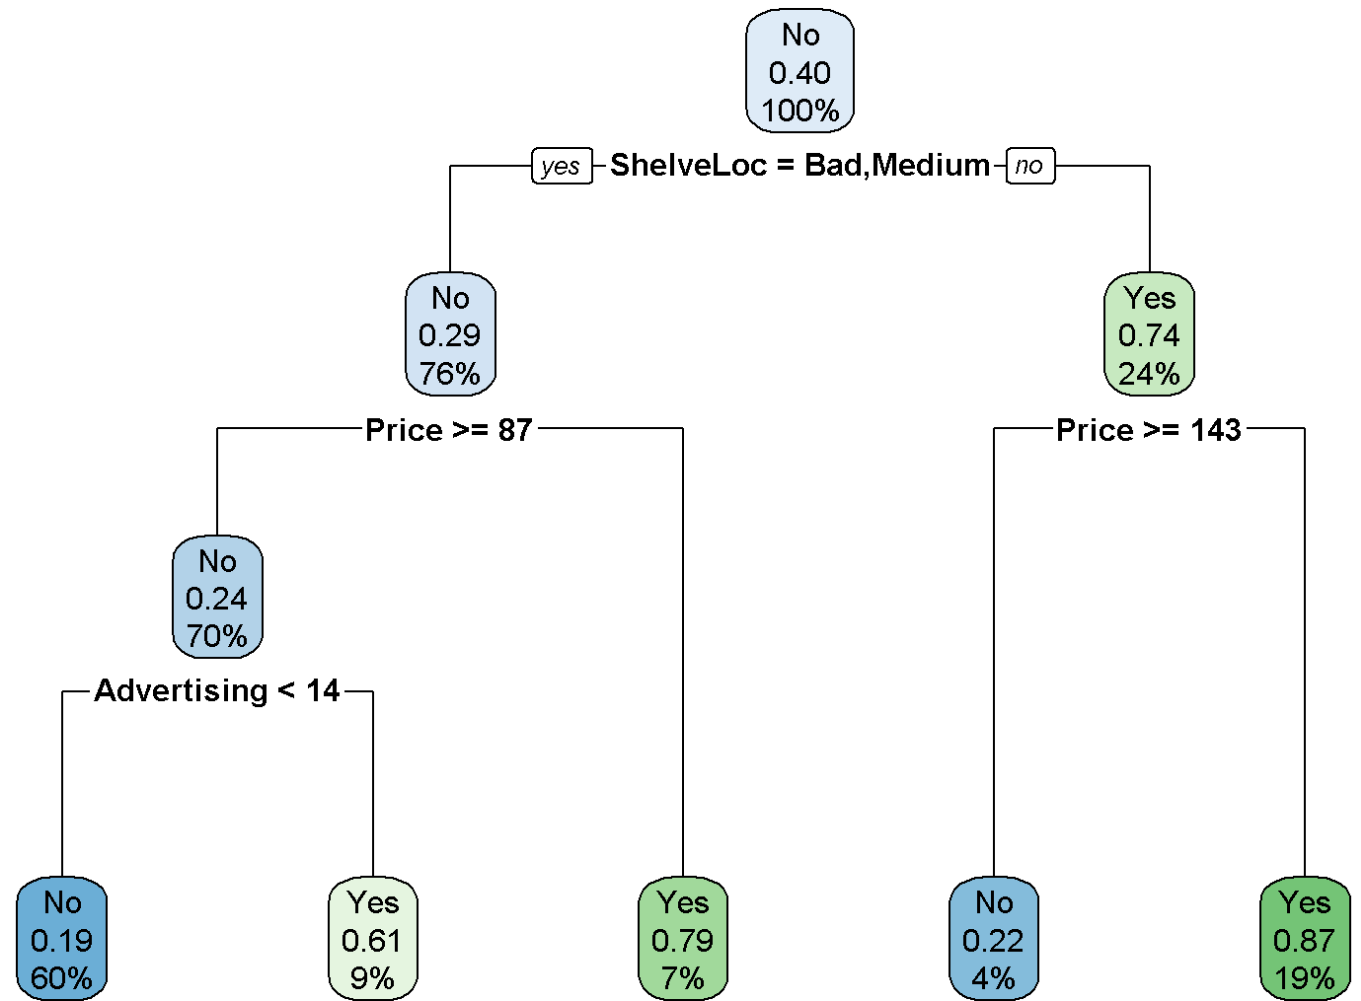 No
0.40
100%
yes ShelveLoc = Bad,Medium no
No
0.29
76%
Yes
0.74
24%
Price >= 87
Price >= 143
No
0.24
70%
Advertising < 14
No
0.19
60%
Yes
0.61
9%
Yes
0.79
7%
No
0.22
4%
Yes
0.87
19%